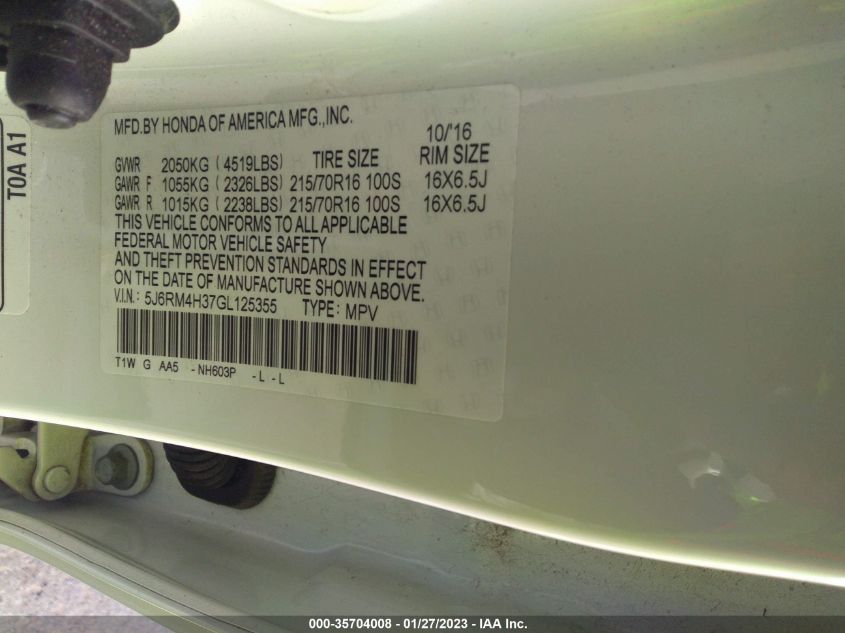 T0A A1
MFD.BY HONDA OF AMERICA MFG.,INC.
10/'16
GVWR 2050KG ( 4519LBS) TIRE SIZE RIM SIZE
GAWR F 1055KG ( 2326LBS) 215/70R16 100S 16X6.5J
GAWR R 1015KG ( 2238LBS) 215/70R16 100S 16X6.5J
THIS VEHICLE CONFORMS TO ALL APPLICABLE
FEDERAL MOTOR VEHICLE SAFETY
AND THEFT PREVENTION STANDARDS IN EFFECT
ON THE DATE OF MANUFACTURE SHOWN ABOVE.
V.I.N.: 5J6RM4H37GL125355 TYPE: MPV
T1W G AA5 - NH603P - L - L
000-35704008 - 01/27/2023 - IAA Inc.